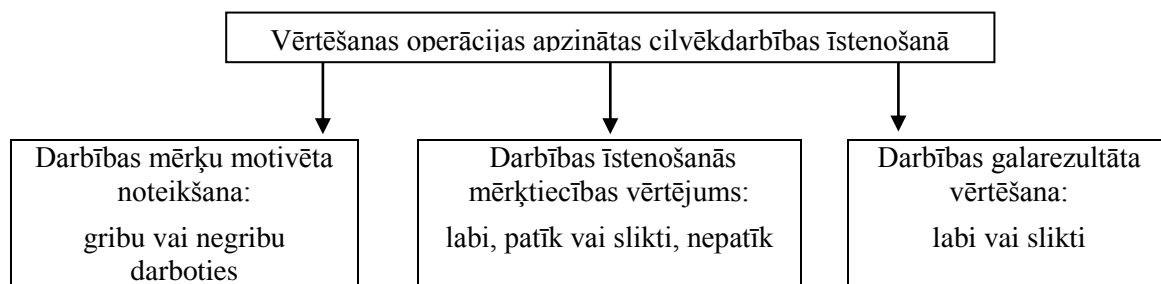 Vērtēšanas operācijas apzinātas cilvēkdarbības īstenošanā
Darbības mērķu motivēta
noteikšana:
gribu vai negribu
darboties
Darbības īstenošanās
mērķtiecības vērtējums:
labi, patīk vai slikti, nepatīk
Darbības galarezultāta
vērtēšana:
labi vai slikti